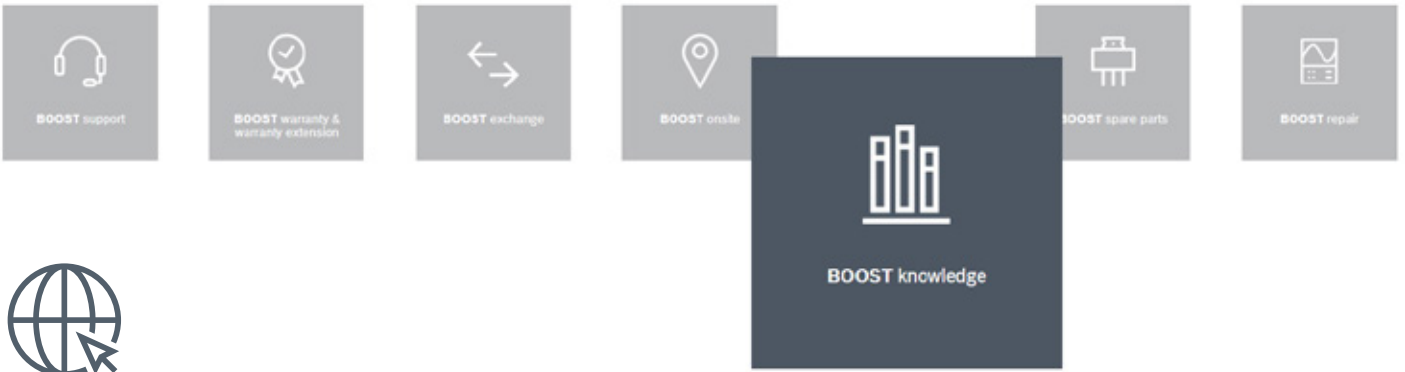 BOOST support
BOOST warranty &
warranty extension
BOOST exchange
BOOST onsite
BOOST knowledge
BOOST spare parts
BOOST repair